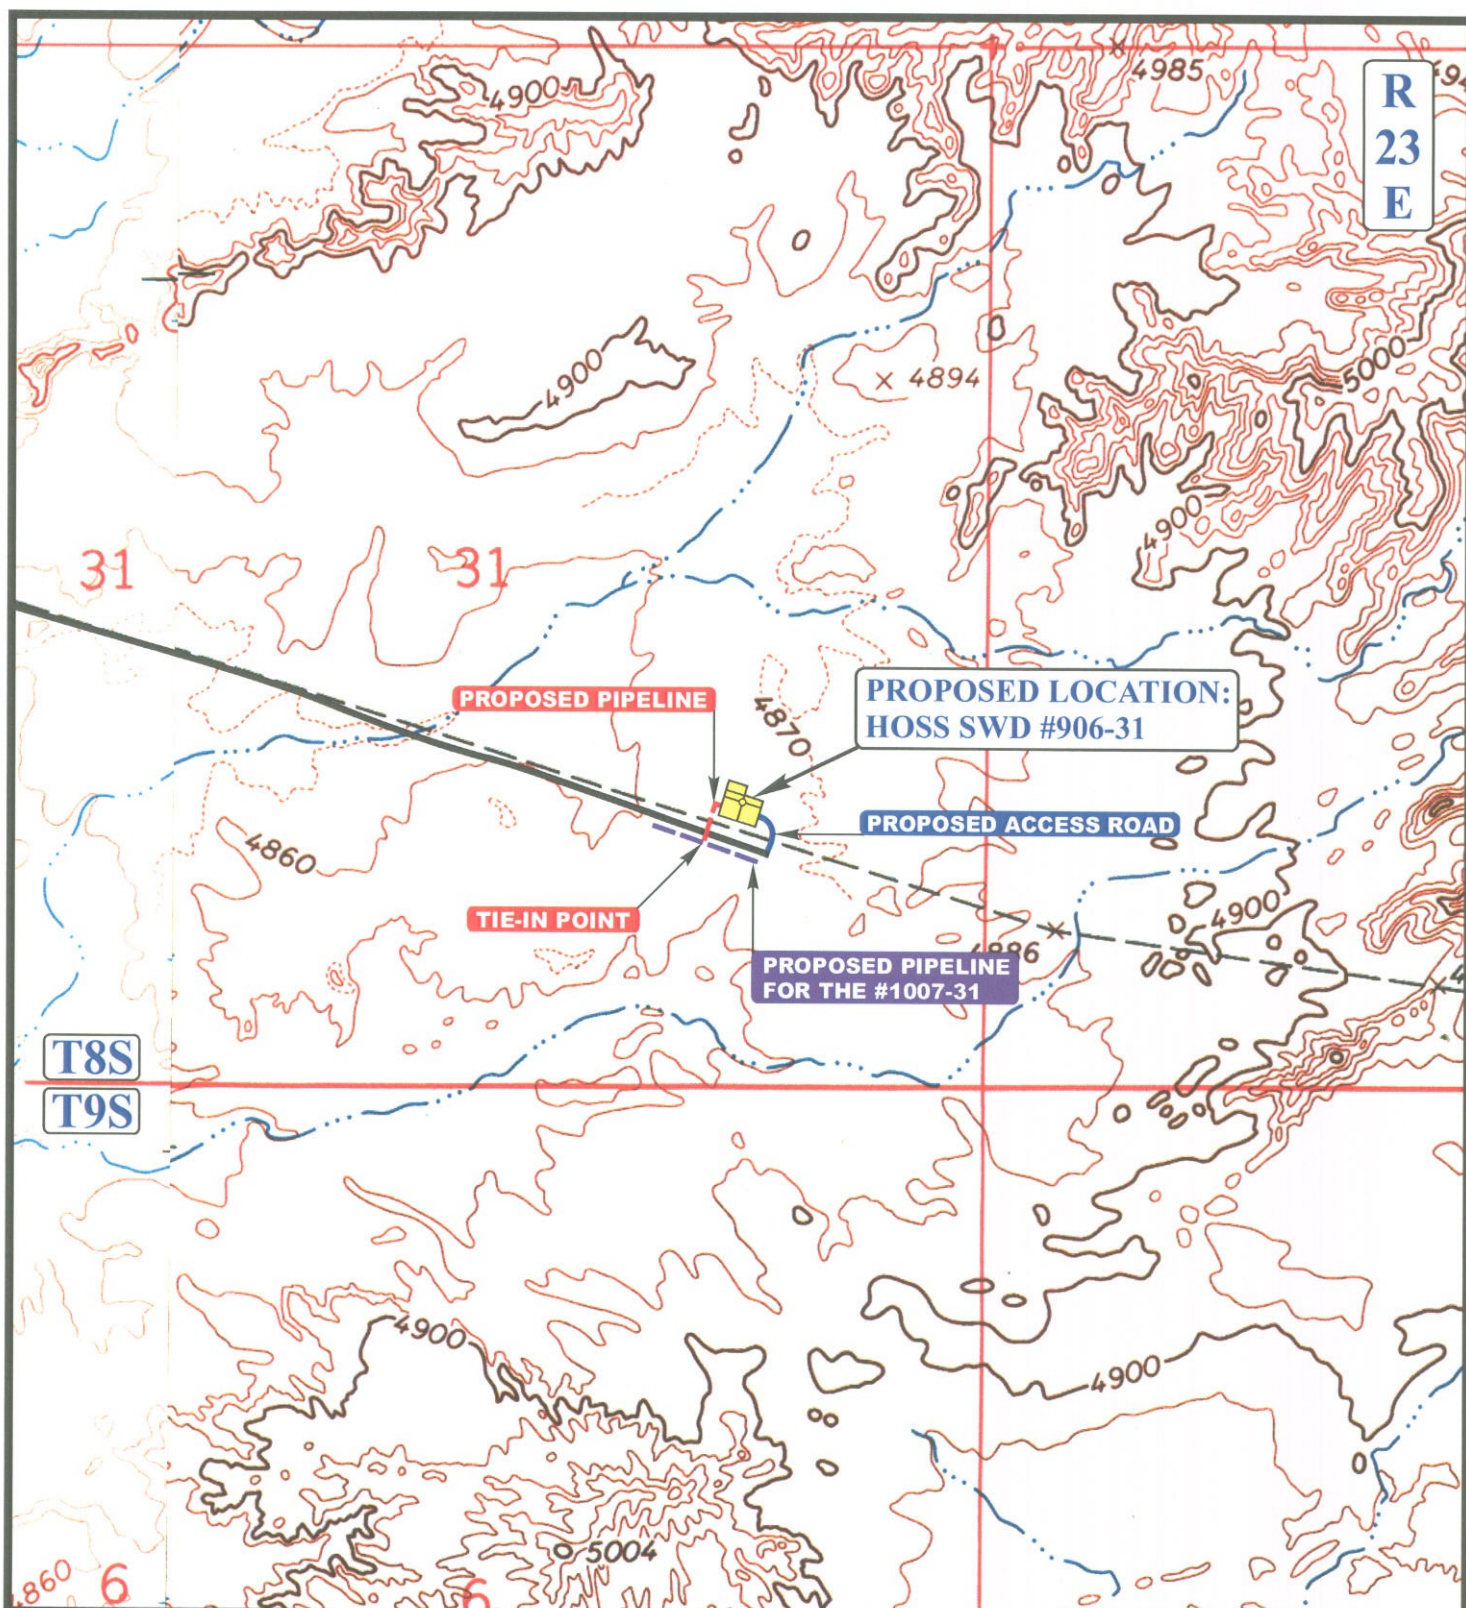 4900
4985
R
23
E
4900
4894
5000
4900
31
31
PROPOSED PIPELINE
4870
PROPOSED LOCATION:
HOSS SWD #906-31
PROPOSED ACCESS ROAD
4860
TIE-IN POINT
4900
4886
PROPOSED PIPELINE
FOR THE #1007-31
T8S
T9S
4900
4900
5004
4860
6
6